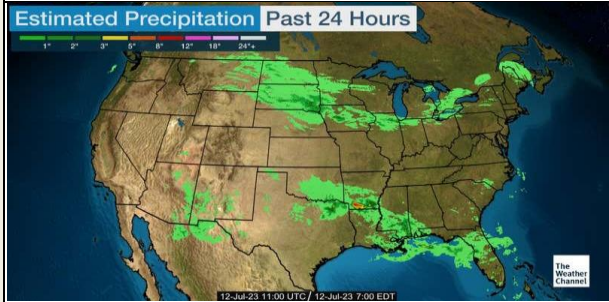 Estimated Precipitation Past 24 Hours
1" 2" 3" 5" 8" 12" 18" 24"+
The
Weather
Channel
12-Jul-23 11:00 UTC / 12-Jul-23 7:00 EDT